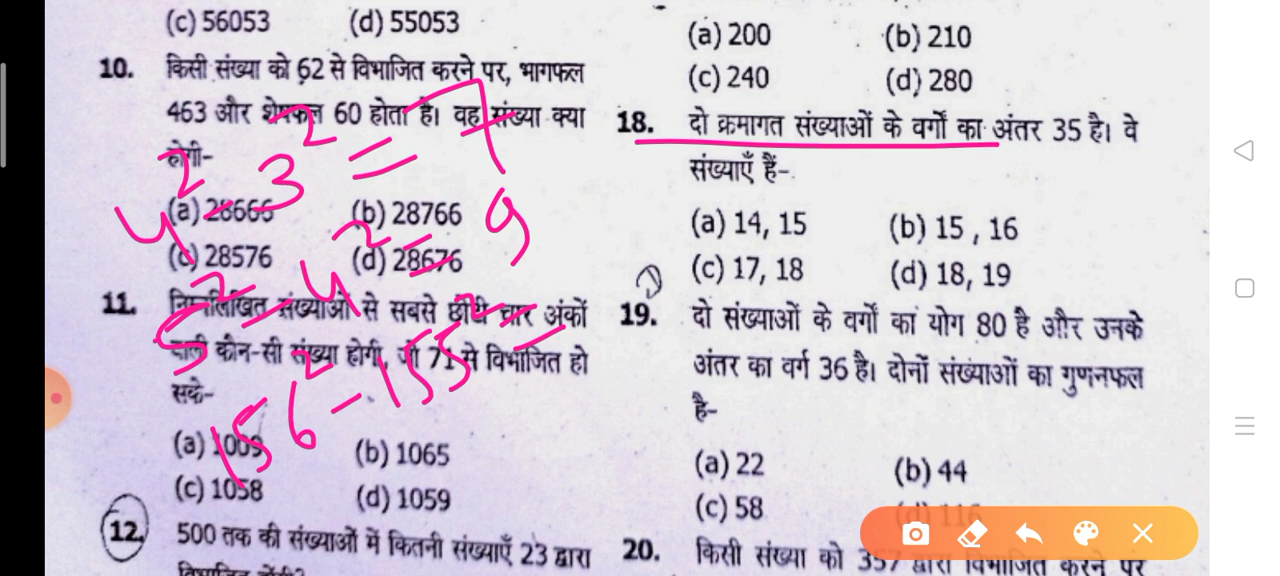 (c) 56053 (d) 55053
10. किसी संख्या को 62 से विभाजित करने पर, भागफल
463 और शेषफल 60 होता है। वह संख्या क्या
होगी-
(a) 28666 (b) 28766
(c) 28576 (d) 28676
11. निम्नलिखित संख्याओं से सबसे छोटी चार अंकों
वाली कौन-सी संख्या होगी, जो 71 से विभाजित हो
सके-
(a) 1009 (b) 1065
(c) 1058 (d) 1059
12. 500 तक की संख्याओं में कितनी संख्याएँ 23 द्वारा
विभाजित होंगी?
4² - 3² = 7
5² - 4² = 9
156² - 155² =
(a) 200 (b) 210
(c) 240 (d) 280
18. दो क्रमागत संख्याओं के वर्गों का अंतर 35 है। वे
संख्याएँ हैं-
(a) 14, 15 (b) 15 , 16
(c) 17, 18 (d) 18, 19
19. दो संख्याओं के वर्गों का योग 80 है और उनके
अंतर का वर्ग 36 है। दोनों संख्याओं का गुणनफल
है-
(a) 22 (b) 44
(c) 58 (d) 116
20. किसी संख्या को 357 द्वारा विभाजित करने पर